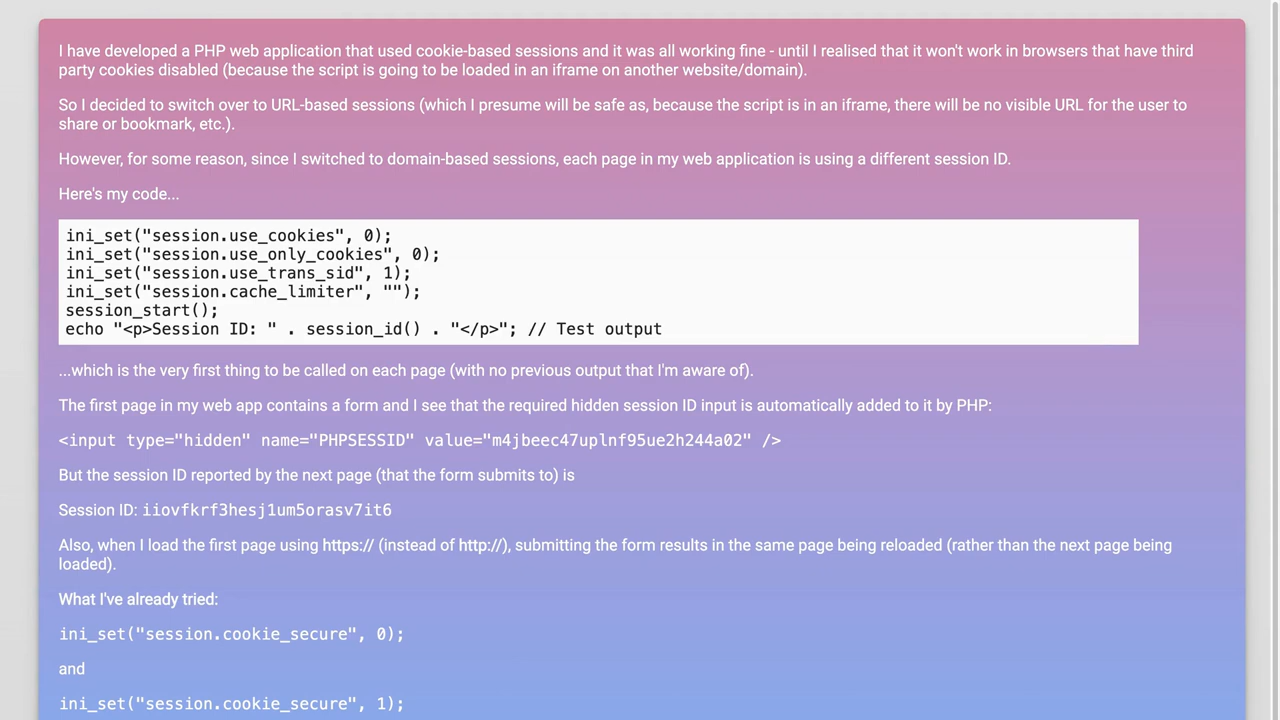 I have developed a PHP web application that used cookie-based sessions and it was all working fine - until I realised that it won't work in browsers that have third
party cookies disabled (because the script is going to be loaded in an iframe on another website/domain).
So I decided to switch over to URL-based sessions (which I presume will be safe as, because the script is in an iframe, there will be no visible URL for the user to
share or bookmark, etc.).
However, for some reason, since I switched to domain-based sessions, each page in my web application is using a different session ID.
Here's my code...
ini_set("session.use_cookies", 0);
ini_set("session.use_only_cookies", 0);
ini_set("session.use_trans_sid", 1);
ini_set("session.cache_limiter", "");
session_start();
echo "<p>Session ID: " . session_id() . "</p>"; // Test output
...which is the very first thing to be called on each page (with no previous output that I'm aware of).
The first page in my web app contains a form and I see that the required hidden session ID input is automatically added to it by PHP:
<input type="hidden" name="PHPSESSID" value="m4jbeec47uplnf95ue2h244a02" />
But the session ID reported by the next page (that the form submits to) is
Session ID: iiovfkrf3hesj1um5orasv7it6
Also, when I load the first page using https:// (instead of http://), submitting the form results in the same page being reloaded (rather than the next page being
loaded).
What I've already tried:
ini_set("session.cookie_secure", 0);
and
ini_set("session.cookie_secure", 1);